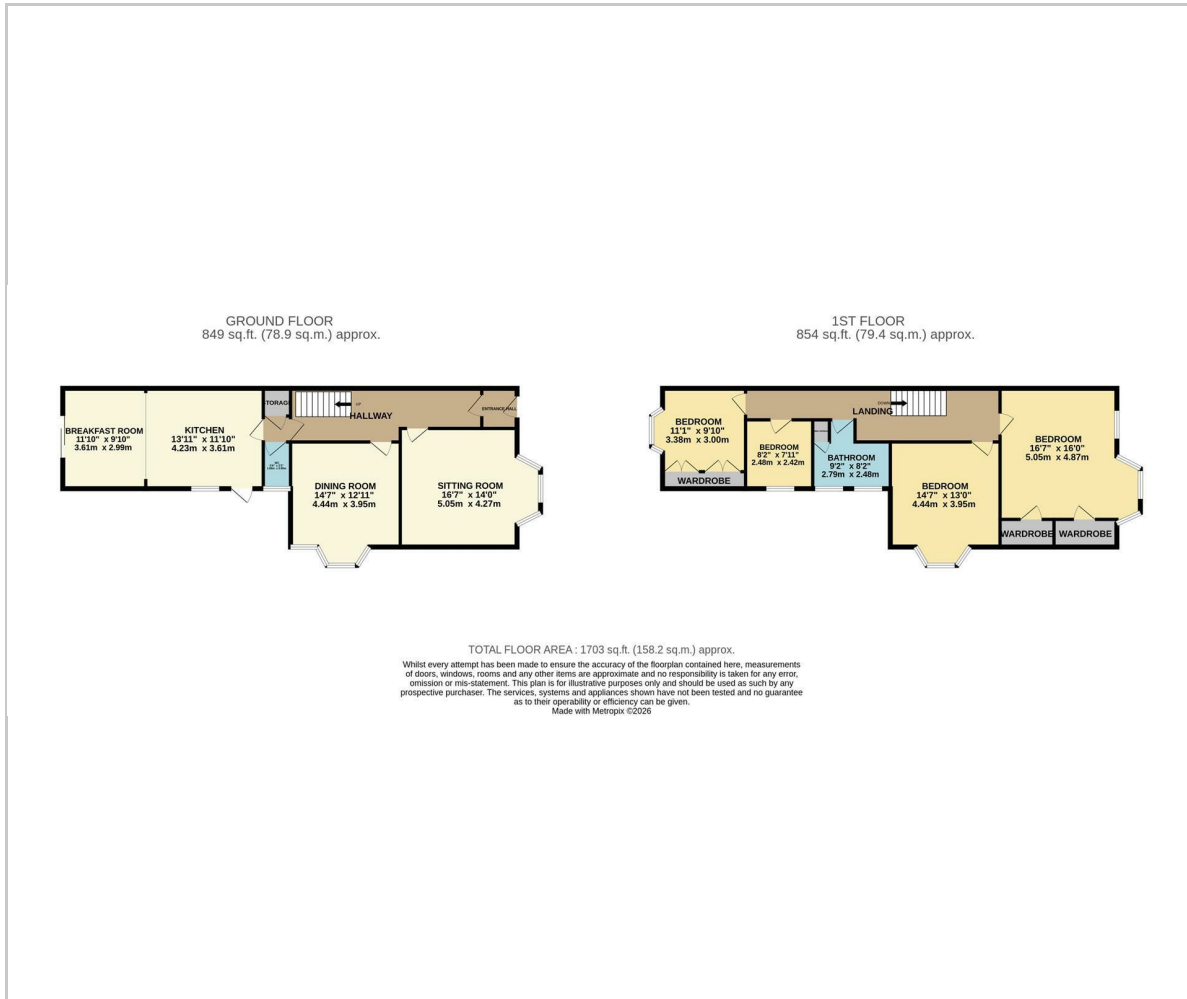 GROUND FLOOR
849 sq.ft. (78.9 sq.m.) approx.
BREAKFAST ROOM
11'10" x 9'10"
3.61m x 2.99m
KITCHEN
13'11" x 11'10"
4.23m x 3.61m
STORAGE
UP
HALLWAY
ENTRANCE HALL
DINING ROOM
14'7" x 12'11"
4.44m x 3.95m
SITTING ROOM
16'7" x 14'0"
5.05m x 4.27m
1ST FLOOR
854 sq.ft. (79.4 sq.m.) approx.
BEDROOM
11'1" x 9'10"
3.38m x 3.00m
WARDROBE
BEDROOM
8'2" x 7'11"
2.48m x 2.42m
BATHROOM
9'2" x 8'2"
2.79m x 2.48m
DOWN
LANDING
BEDROOM
14'7" x 13'0"
4.44m x 3.95m
BEDROOM
16'7" x 16'0"
5.05m x 4.87m
WARDROBE
WARDROBE
TOTAL FLOOR AREA : 1703 sq.ft. (158.2 sq.m.) approx.
Whilst every attempt has been made to ensure the accuracy of the floorplan contained here, measurements
of doors, windows, rooms and any other items are approximate and no responsibility is taken for any error,
omission or mis-statement. This plan is for illustrative purposes only and should be used as such by any
prospective purchaser. The services, systems and appliances shown have not been tested and no guarantee
as to their operability or efficiency can be given.
Made with Metropix ©2026